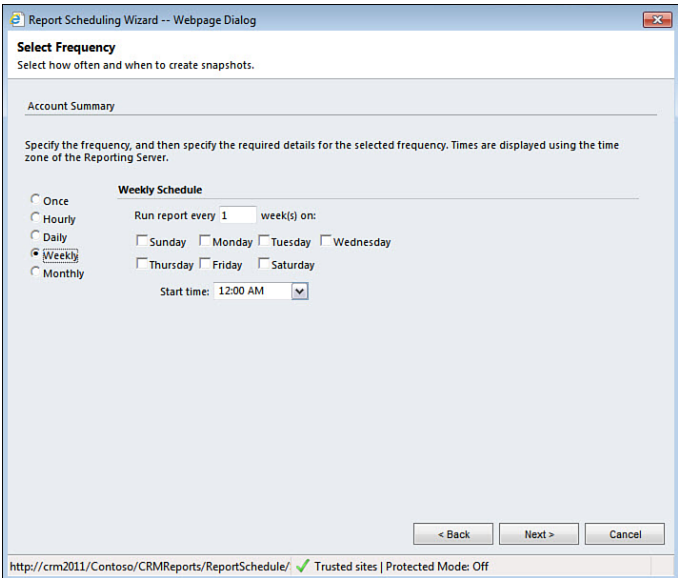 Report Scheduling Wizard -- Webpage Dialog
Select Frequency
Select how often and when to create snapshots.
Account Summary
Specify the frequency, and then specify the required details for the selected frequency. Times are displayed using the time
zone of the Reporting Server.
Weekly Schedule
Once
Run report every 1 week(s) on:
Hourly
Daily
Sunday Monday Tuesday Wednesday
Weekly
Thursday Friday Saturday
Monthly
Start time: 12:00 AM
< Back Next > Cancel
http://crm2011/Contoso/CRMReports/ReportSchedule/ Trusted sites | Protected Mode: Off